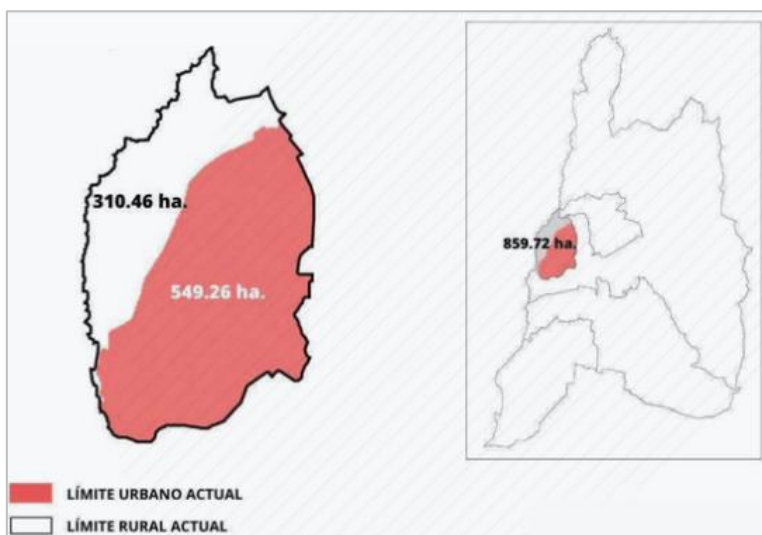 310.46 ha.
549.26 ha.
859.72 ha.
LÍMITE URBANO ACTUAL
LÍMITE RURAL ACTUAL